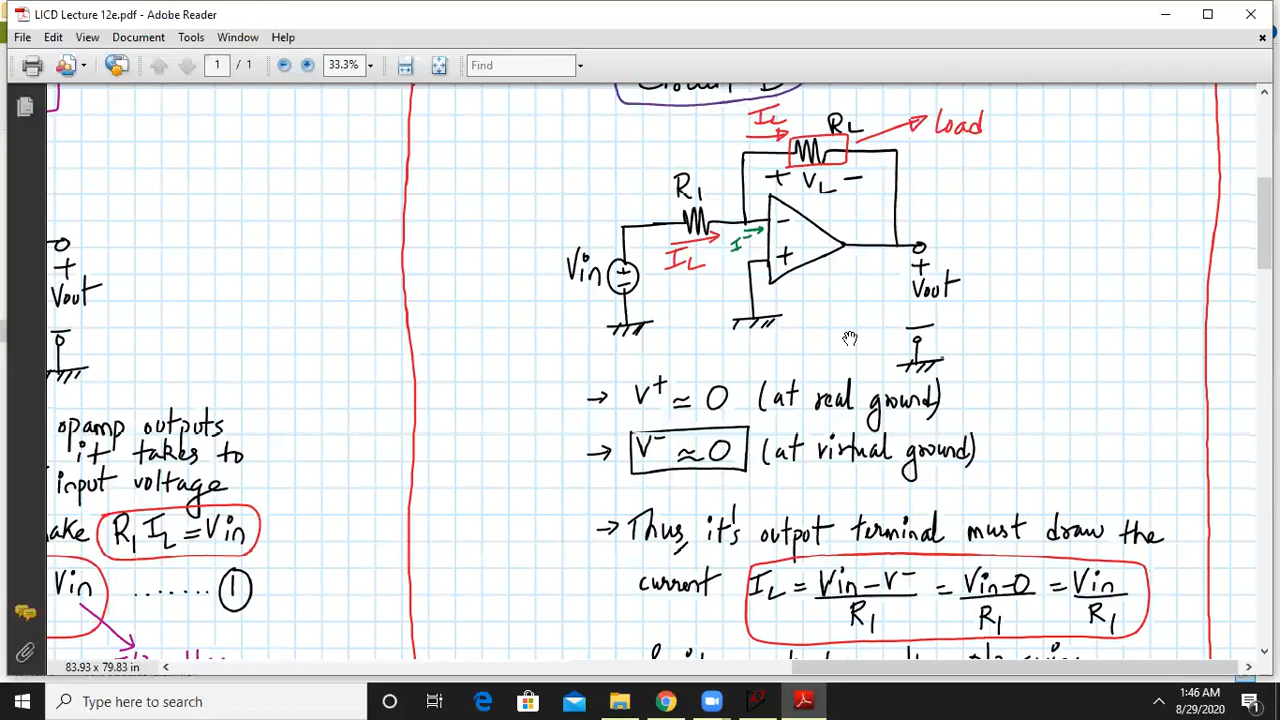 LICD Lecture 12e.pdf - Adobe Reader
File Edit View Document Tools Window Help
1 / 1 33.3% Find
IL
RL
Load
+ VL −
R1
−
I−
IL
+
Vin
+
Vout
−
+
Vout
−
→ V+ ≃ 0 (at real ground)
→ V− ≈ 0 (at virtual ground)
opamp outputs
it takes to
input voltage
ake R1 IL = Vin
Vin ....... ①
→ Thus, it's output terminal must draw the
current IL = Vin − V− / R1 = Vin − 0 / R1 = Vin / R1
83.93 x 79.83 in
Type here to search
1:46 AM
8/29/2020
1